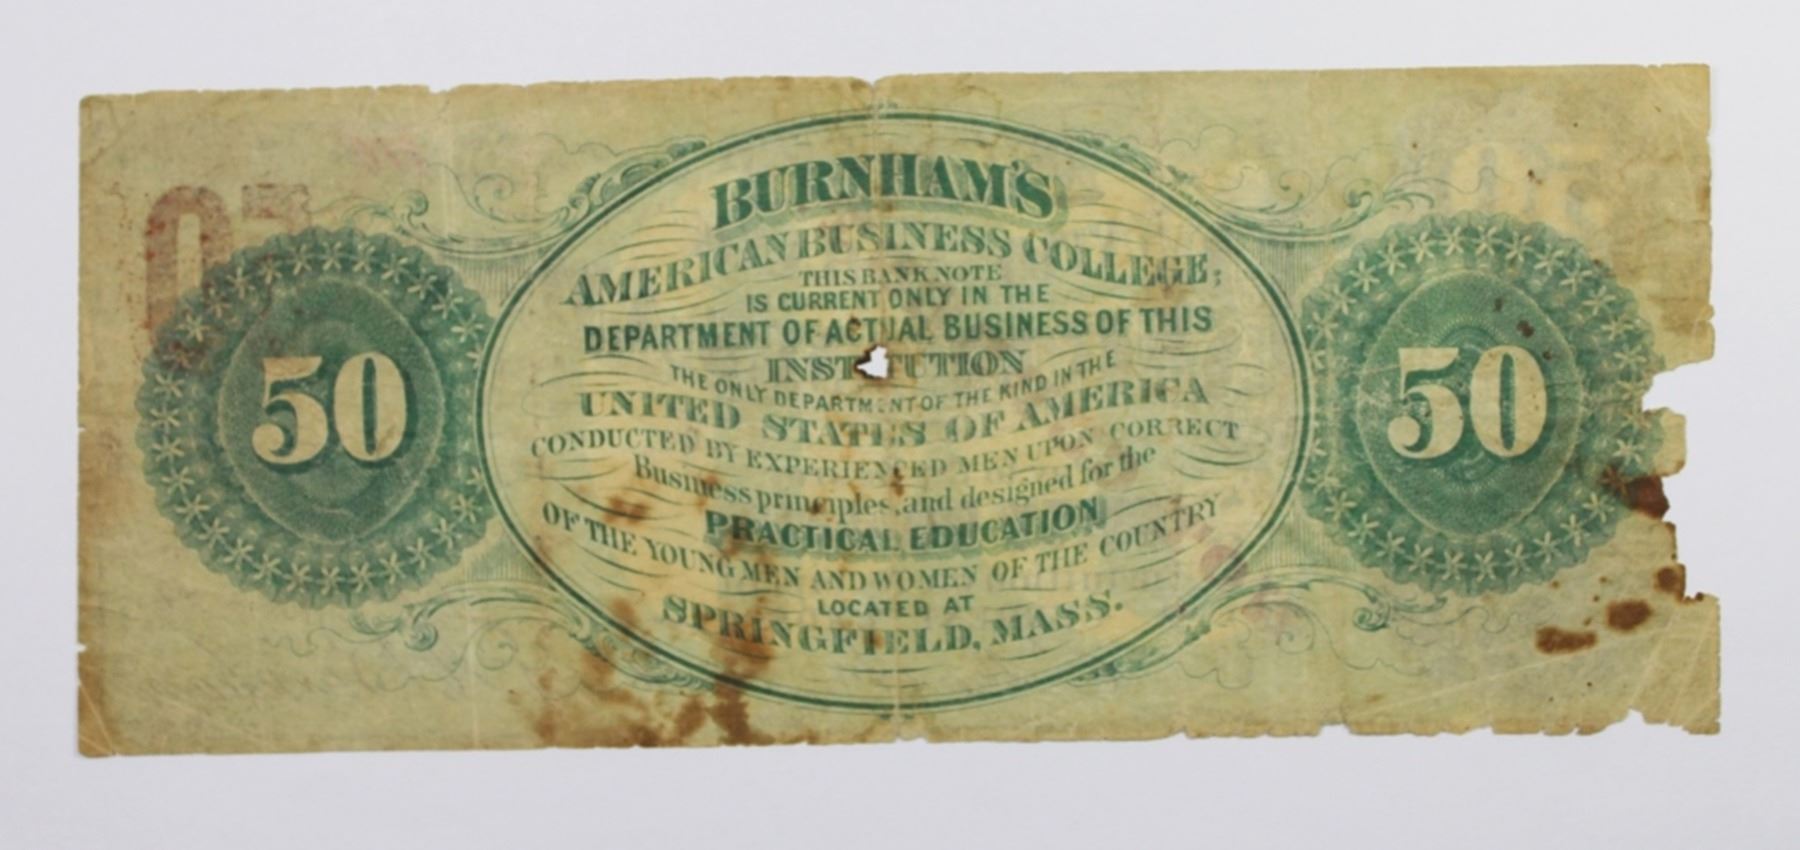 BURNHAM'S
AMERICAN BUSINESS COLLEGE;
THIS BANK NOTE
IS CURRENT ONLY IN THE
DEPARTMENT OF ACTUAL BUSINESS OF THIS
INSTITUTION
THE ONLY DEPARTMENT OF THE KIND IN THE
UNITED STATES OF AMERICA
CONDUCTED BY EXPERIENCED MEN UPON CORRECT
Business principles, and designed for the
PRACTICAL EDUCATION
OF THE YOUNG MEN AND WOMEN OF THE COUNTRY
LOCATED AT
SPRINGFIELD, MASS.
50
50